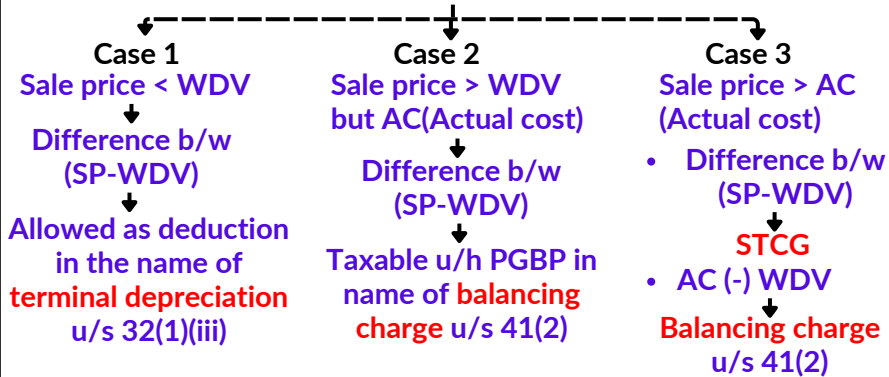 Case 1
Sale price < WDV
Difference b/w
(SP-WDV)
Allowed as deduction
in the name of
terminal depreciation
u/s 32(1)(iii)
Case 2
Sale price > WDV
but AC(Actual cost)
Difference b/w
(SP-WDV)
Taxable u/h PGBP in
name of balancing
charge u/s 41(2)
Case 3
Sale price > AC
(Actual cost)
• Difference b/w
(SP-WDV)
STCG
• AC (-) WDV
Balancing charge
u/s 41(2)